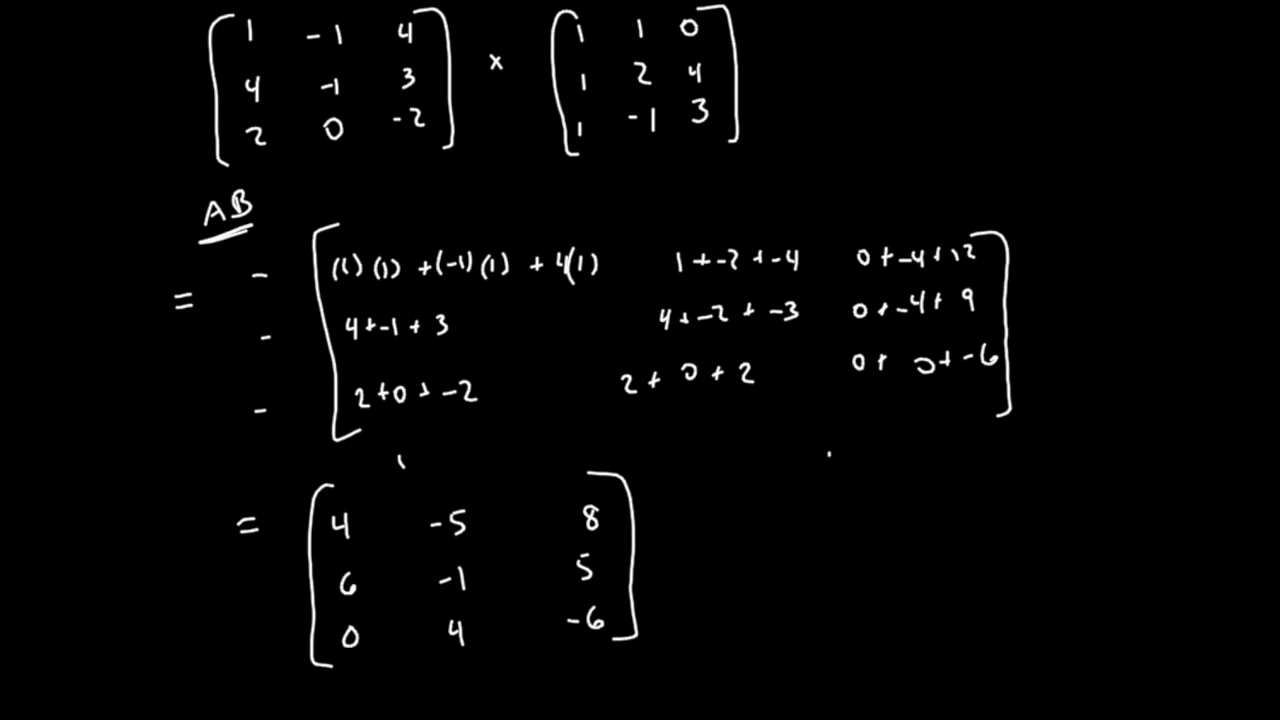 [ 1 -1 4 ] × [ 1 1 0 ]
[ 4 -1 3 ] [ 1 2 4 ]
[ 2 0 -2 ] [ 1 -1 3 ]
AB
= - [ (1)(1) +(-1)(1) + 4(1) 1 + -2 + -4 0 + -4 + 12 ]
- [ 4 + -1 + 3 4 + -2 + -3 0 + -4 + 9 ]
- [ 2 + 0 + -2 2 + 0 + 2 0 + 0 + -6 ]
= [ 4 -5 8 ]
[ 6 -1 5 ]
[ 0 4 -6 ]